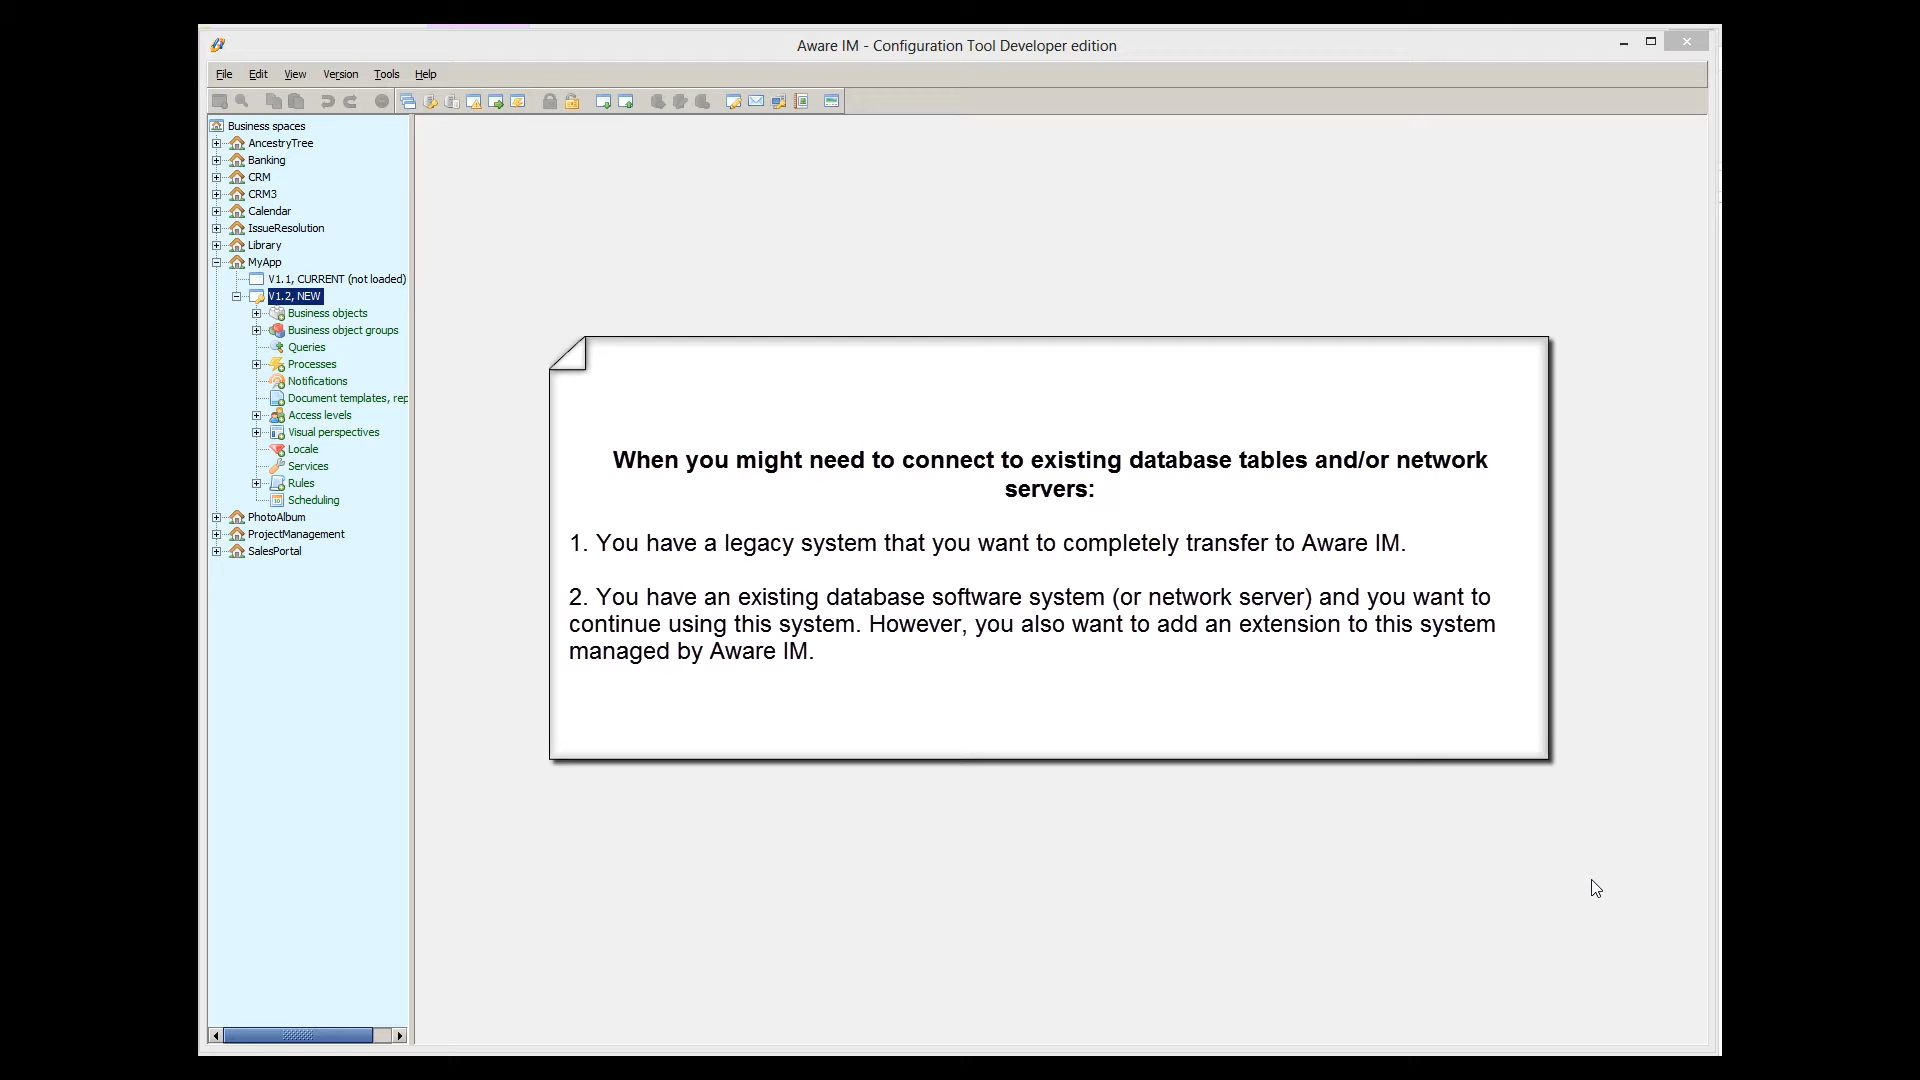 Aware IM - Configuration Tool Developer edition
File Edit View Version Tools Help
Business spaces
AncestryTree
Banking
CRM
CRM3
Calendar
IssueResolution
Library
MyApp
V1.1, CURRENT (not loaded)
V1.2, NEW
Business objects
Business object groups
Queries
Processes
Notifications
Document templates, rep
Access levels
Visual perspectives
Locale
Services
Rules
Scheduling
PhotoAlbum
ProjectManagement
SalesPortal
When you might need to connect to existing database tables and/or network
servers:
1. You have a legacy system that you want to completely transfer to Aware IM.
2. You have an existing database software system (or network server) and you want to
continue using this system. However, you also want to add an extension to this system
managed by Aware IM.